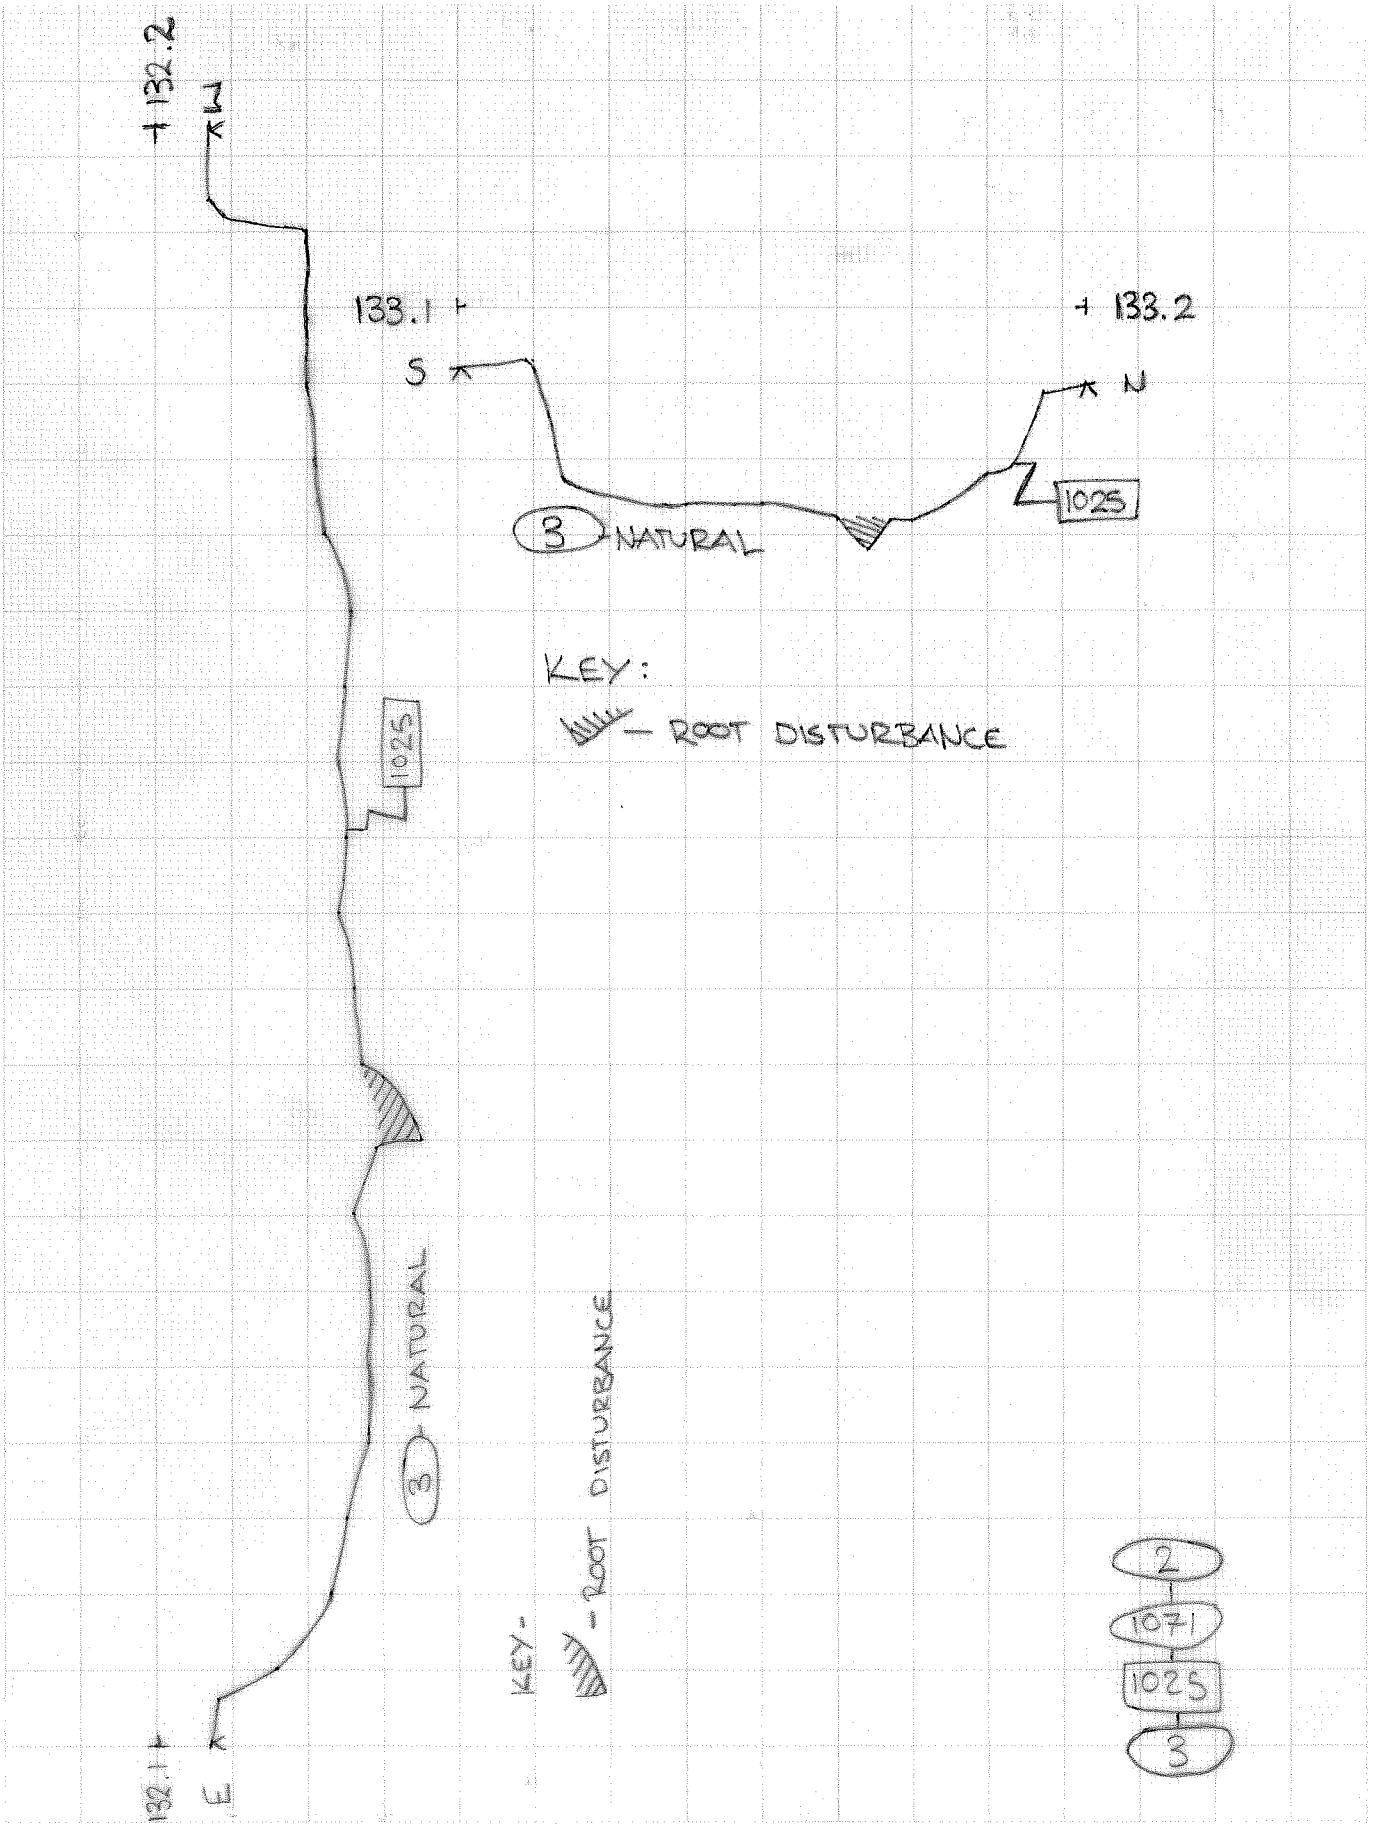 + 132.2
W
133.1 +
+ 133.2
S
N
1025
3 - NATURAL
KEY:
- ROOT DISTURBANCE
1025
3 - NATURAL
KEY -
- ROOT DISTURBANCE
2
1071
1025
3
132.1 +
E